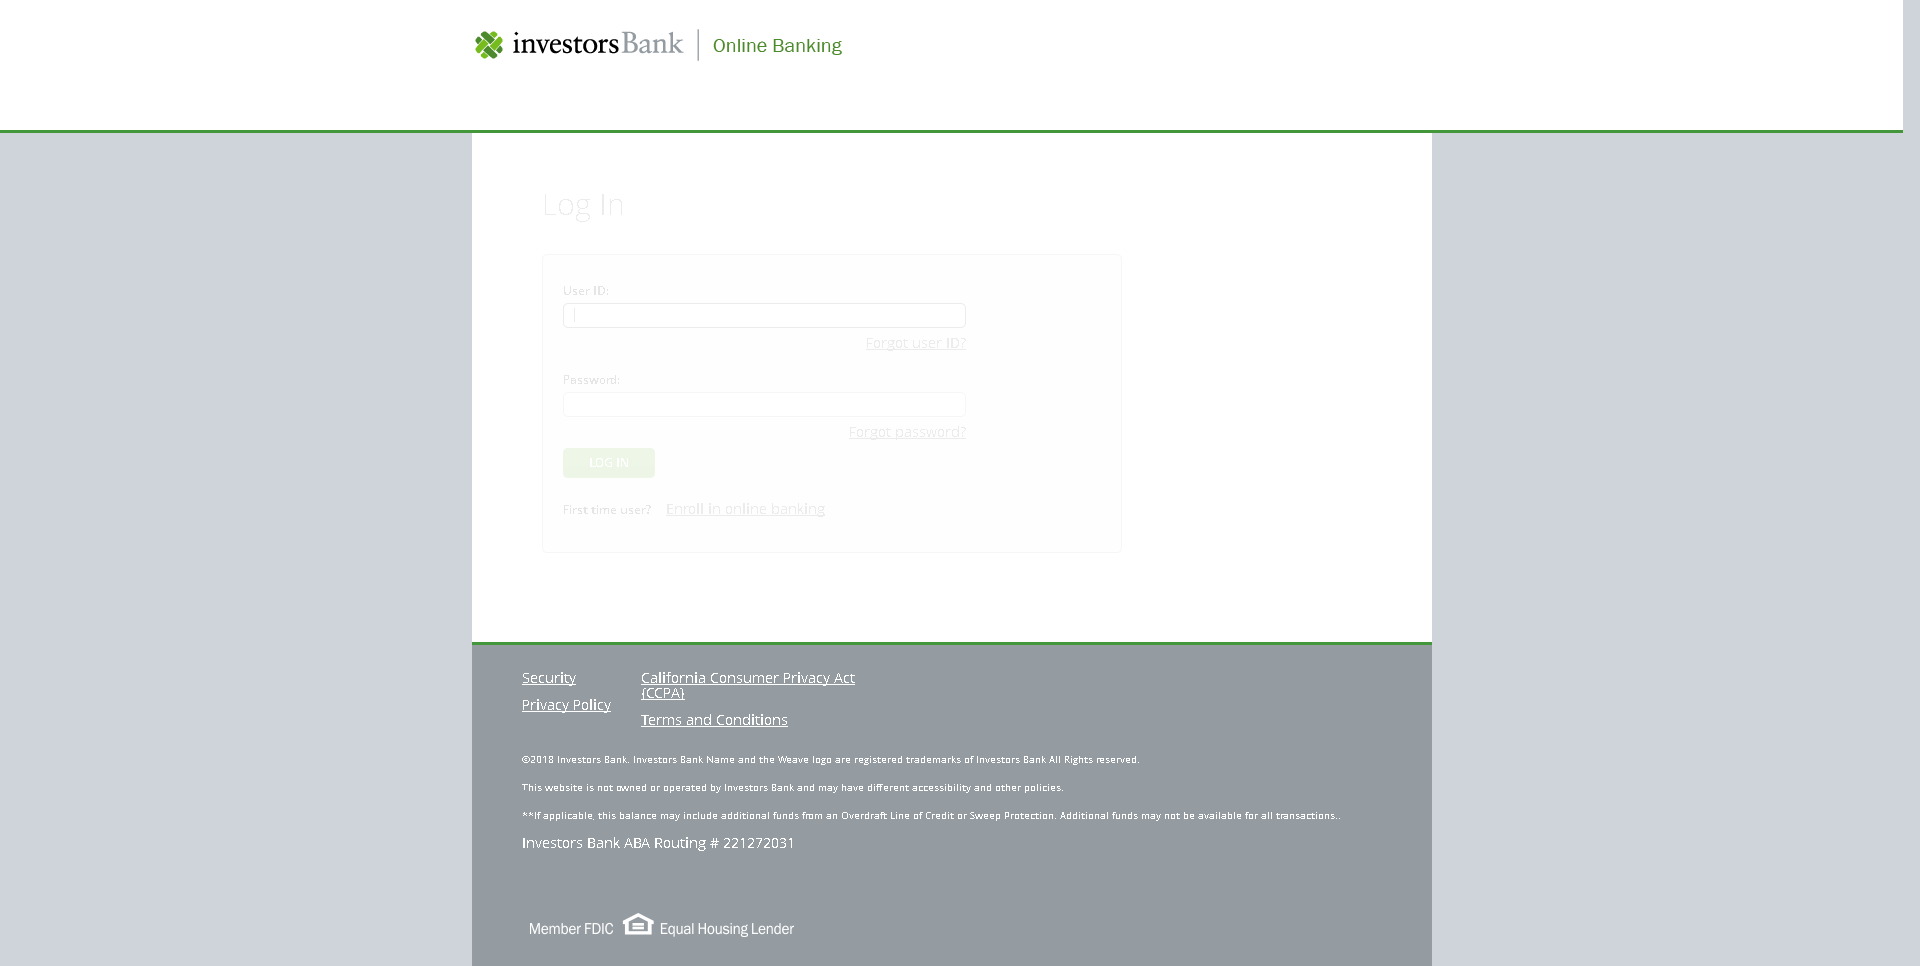 investorsBank Online Banking
Log In
User ID:
Forgot user ID?
Password:
Forgot password?
LOG IN
First time user? Enroll in online banking
Security
Privacy Policy
California Consumer Privacy Act
(CCPA)
Terms and Conditions
©2018 Investors Bank. Investors Bank Name and the Weave logo are registered trademarks of Investors Bank All Rights reserved.
This website is not owned or operated by Investors Bank and may have different accessibility and other policies.
**If applicable, this balance may include additional funds from an Overdraft Line of Credit or Sweep Protection. Additional funds may not be available for all transactions..
Investors Bank ABA Routing # 221272031
Member FDIC Equal Housing Lender